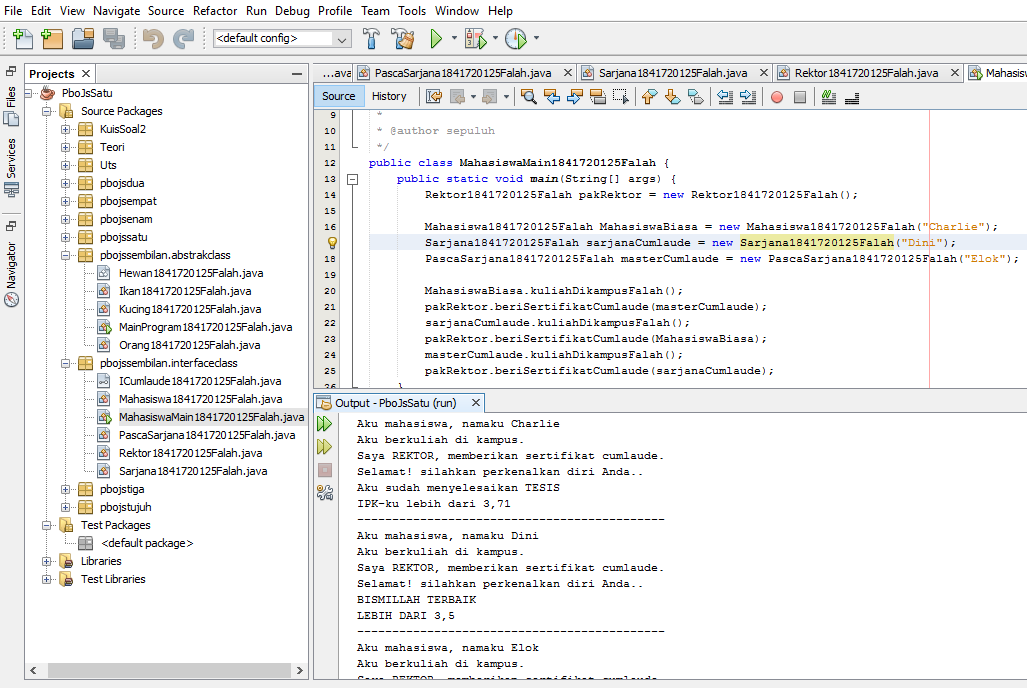 File Edit View Navigate Source Refactor Run Debug Profile Team Tools Window Help
<default config>
Files
Services
Navigator
Projects
PboJsSatu
Source Packages
KuisSoal2
Teori
Uts
pbojsdua
pbojsempat
pbojsenam
pbojssatu
pbojssembilan.abstrakclass
Hewan1841720125Falah.java
Ikan1841720125Falah.java
Kucing1841720125Falah.java
MainProgram1841720125Falah.java
Orang1841720125Falah.java
pbojssembilan.interfaceclass
ICumlaude1841720125Falah.java
Mahasiswa1841720125Falah.java
MahasiswaMain1841720125Falah.java
PascaSarjana1841720125Falah.java
Rektor1841720125Falah.java
Sarjana1841720125Falah.java
pbojstiga
pbojstujuh
Test Packages
<default package>
Libraries
Test Libraries
...ava PascaSarjana1841720125Falah.java Sarjana1841720125Falah.java Rektor1841720125Falah.java Mahasisw
Source History
9 *
10 * @author sepuluh
11 */
12 public class MahasiswaMain1841720125Falah {
13 public static void main(String[] args) {
14 Rektor1841720125Falah pakRektor = new Rektor1841720125Falah();
15
16 Mahasiswa1841720125Falah MahasiswaBiasa = new Mahasiswa1841720125Falah("Charlie");
Sarjana1841720125Falah sarjanaCumlaude = new Sarjana1841720125Falah("Dini");
18 PascaSarjana1841720125Falah masterCumlaude = new PascaSarjana1841720125Falah("Elok");
19
20 MahasiswaBiasa.kuliahDikampusFalah();
21 pakRektor.beriSertifikatCumlaude(masterCumlaude);
22 sarjanaCumlaude.kuliahDikampusFalah();
23 pakRektor.beriSertifikatCumlaude(MahasiswaBiasa);
24 masterCumlaude.kuliahDikampusFalah();
25 pakRektor.beriSertifikatCumlaude(sarjanaCumlaude);
26 }
Output - PboJsSatu (run)
Aku mahasiswa, namaku Charlie
Aku berkuliah di kampus.
Saya REKTOR, memberikan sertifikat cumlaude.
Selamat! silahkan perkenalkan diri Anda..
Aku sudah menyelesaikan TESIS
IPK-ku lebih dari 3,71
--------------------------------------------
Aku mahasiswa, namaku Dini
Aku berkuliah di kampus.
Saya REKTOR, memberikan sertifikat cumlaude.
Selamat! silahkan perkenalkan diri Anda..
BISMILLAH TERBAIK
LEBIH DARI 3,5
--------------------------------------------
Aku mahasiswa, namaku Elok
Aku berkuliah di kampus.
Saya REKTOR, memberikan sertifikat cumlaude.